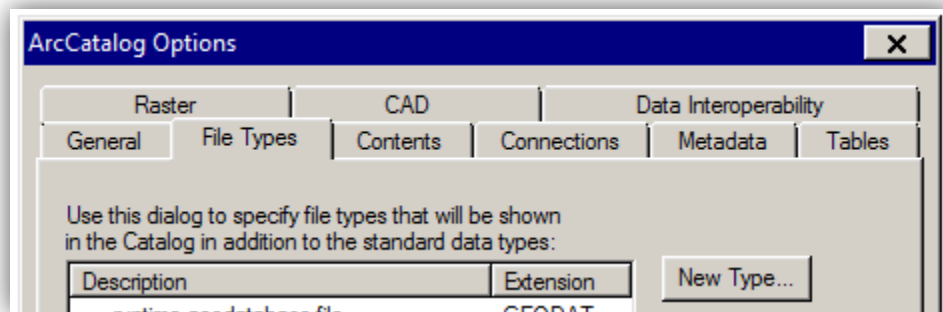 ArcCatalog Options
Raster CAD Data Interoperability
General File Types Contents Connections Metadata Tables
Use this dialog to specify file types that will be shown
in the Catalog in addition to the standard data types:
Description Extension New Type...